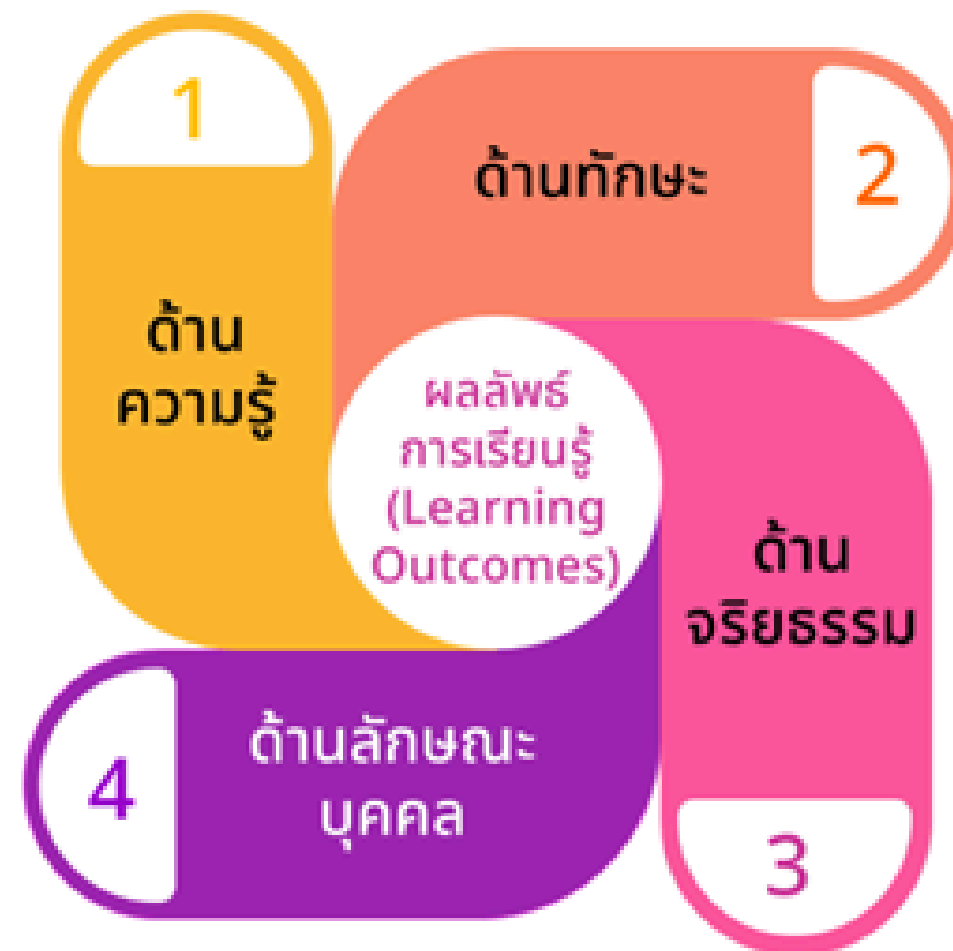 1
ด้าน
ความรู้
ด้านทักษะ
2
ผลลัพธ์
การเรียนรู้
(Learning
Outcomes)
ด้าน
จริยธรรม
3
4
ด้านลักษณะ
บุคคล